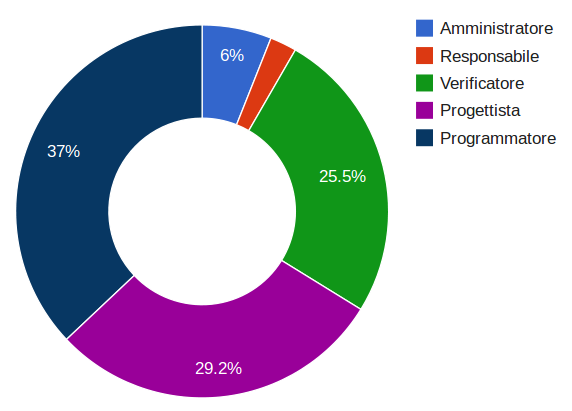 Amministratore
Responsabile
Verificatore
Progettista
Programmatore
6%
25.5%
29.2%
37%